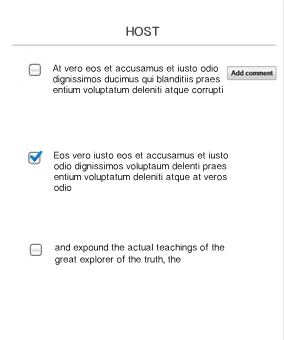 HOST
At vero eos et accusamus et iusto odio
dignissimos ducimus qui blanditiis praes
entium voluptatum deleniti atque corrupti
Add comment
Eos vero iusto eos et accusamus et iusto
odio dignissimos voluptaum delenti praes
entium voluptatum deleniti atque at veros
odio
and expound the actual teachings of the
great explorer of the truth, the